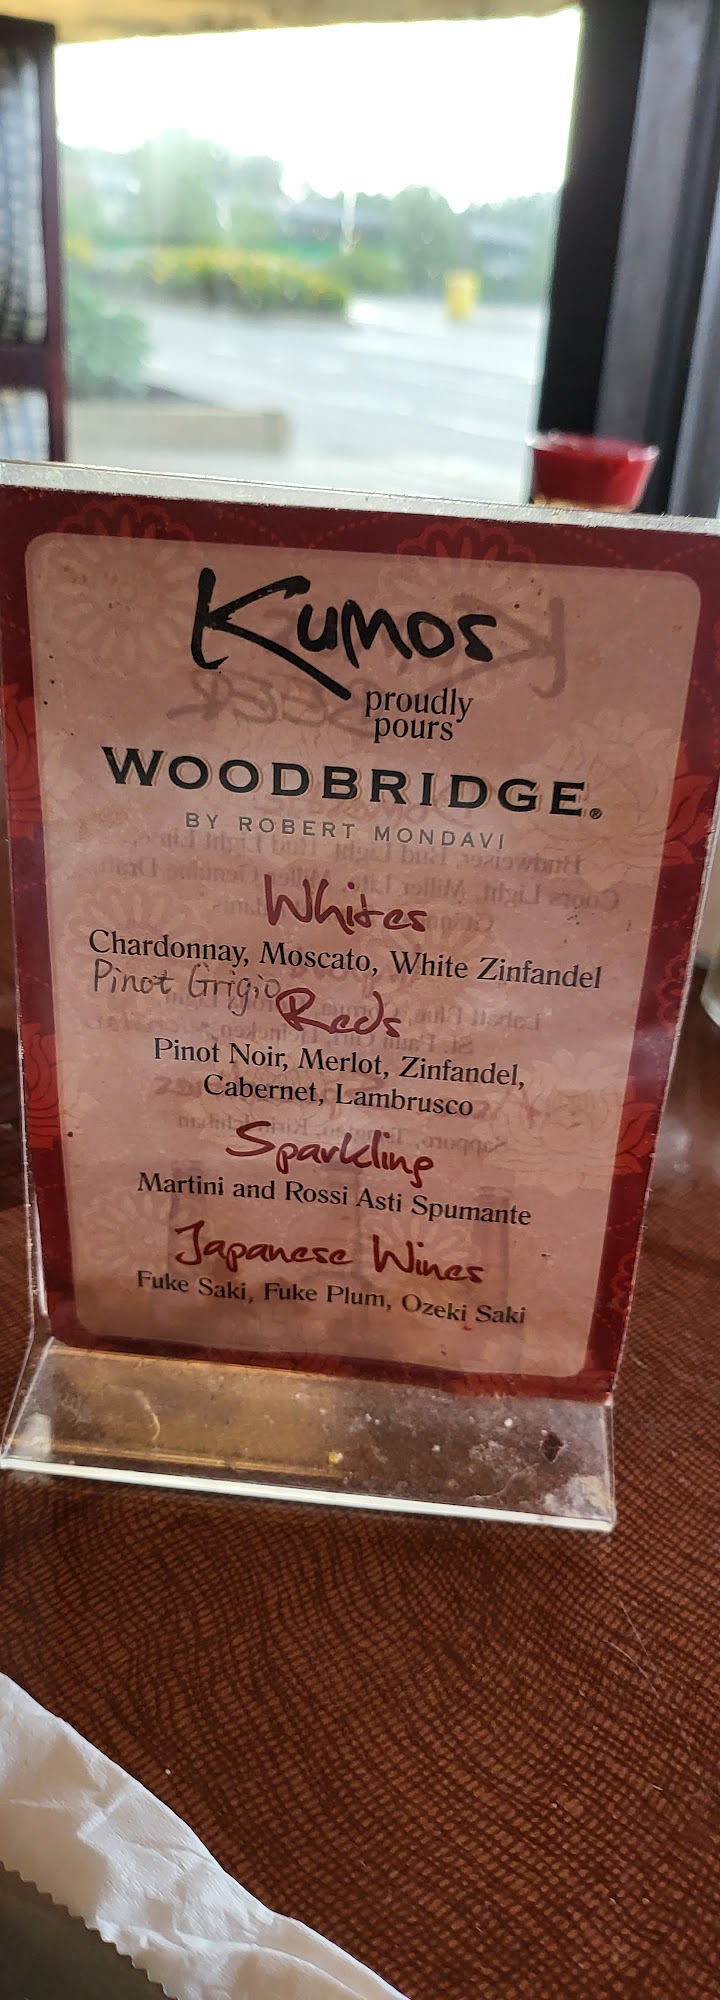 Kumos
proudly
pours
WOODBRIDGE®
BY ROBERT MONDAVI
Whites
Chardonnay, Moscato, White Zinfandel
Pinot Grigio
Reds
Pinot Noir, Merlot, Zinfandel,
Cabernet, Lambrusco
Sparkling
Martini and Rossi Asti Spumante
Japanese Wines
Fuke Saki, Fuke Plum, Ozeki Saki